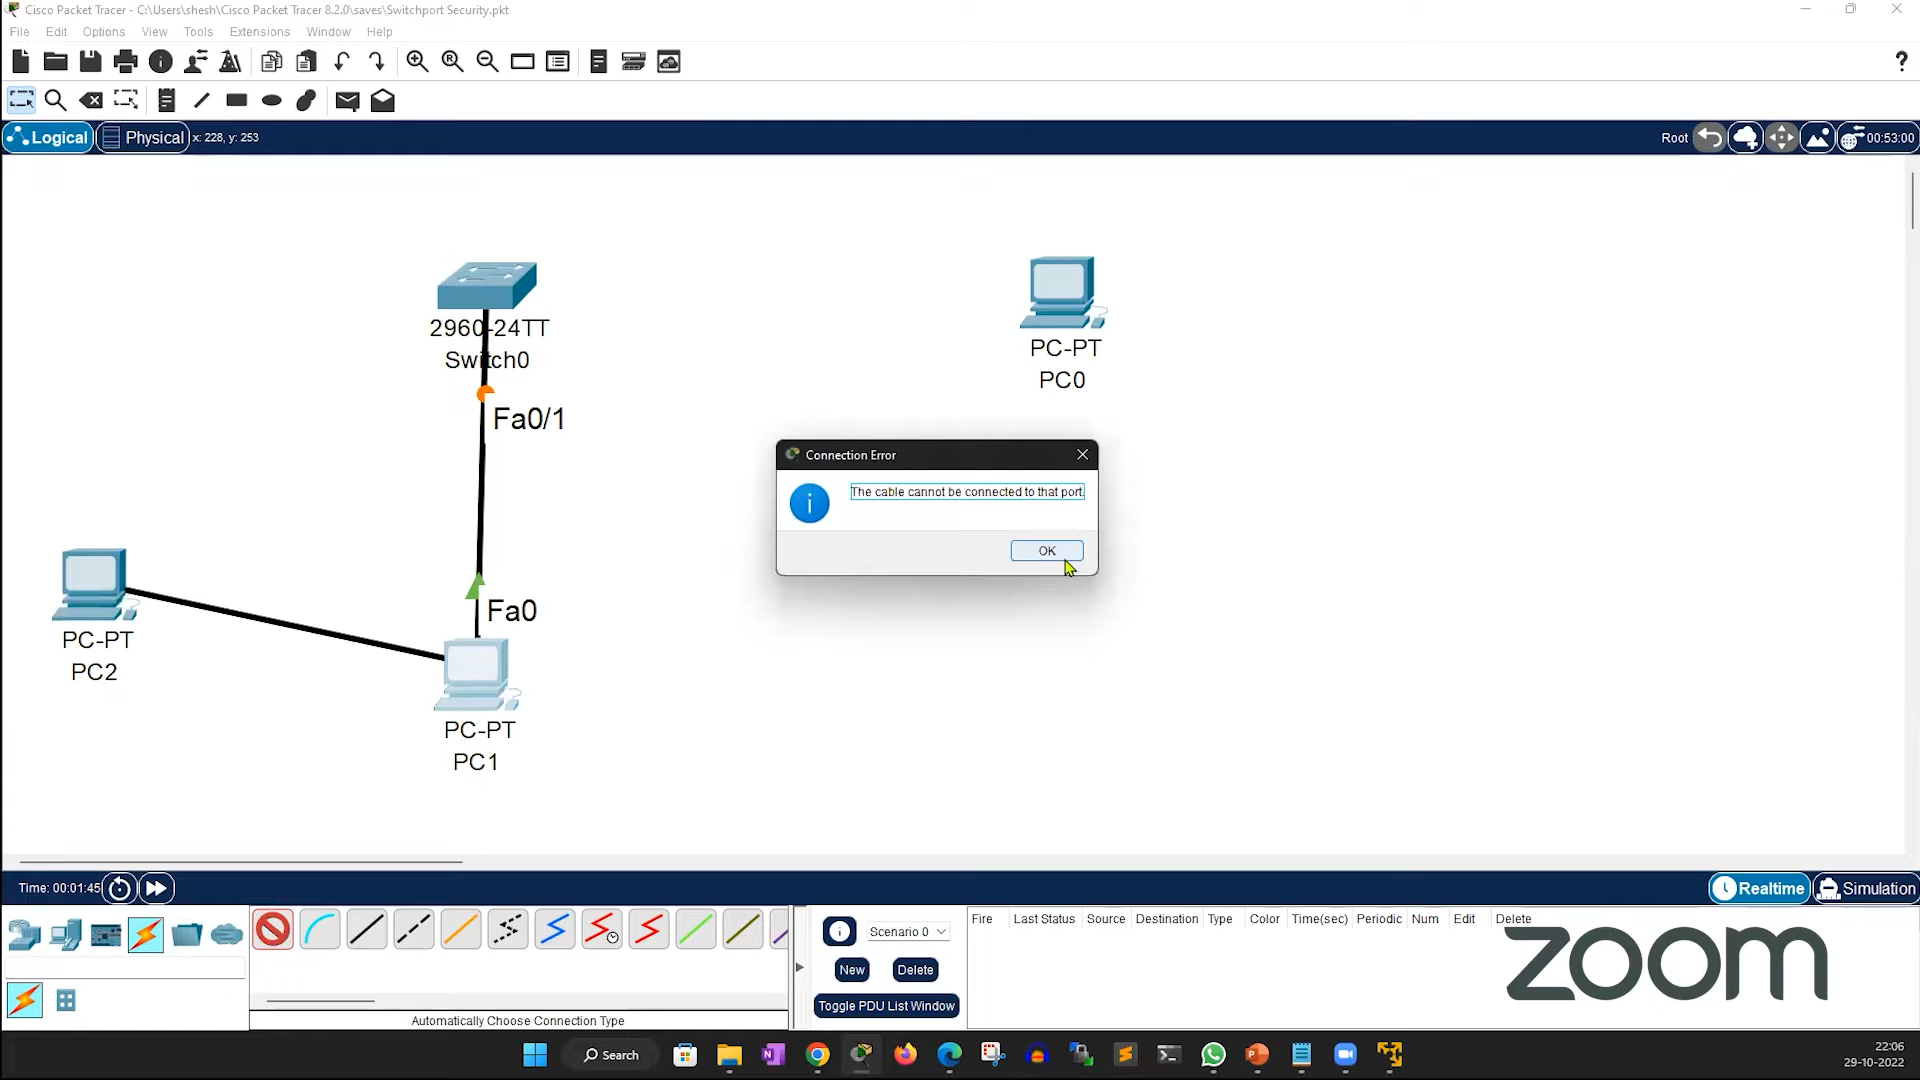 Cisco Packet Tracer - C:\Users\shesh\Cisco Packet Tracer 8.2.0\saves\Switchport Security.pkt
File Edit Options View Tools Extensions Window Help
?
Logical Physical x: 228, y: 253 Root 00:53:00
2960-24TT
Switch0
Fa0/1
PC-PT
PC0
Connection Error
i The cable cannot be connected to that port.
OK
Fa0
PC-PT
PC2
PC-PT
PC1
Time: 00:01:45 Realtime Simulation
Scenario 0
New Delete
Toggle PDU List Window
Fire Last Status Source Destination Type Color Time(sec) Periodic Num Edit Delete
zoom
Automatically Choose Connection Type
Search
22:06
29-10-2022